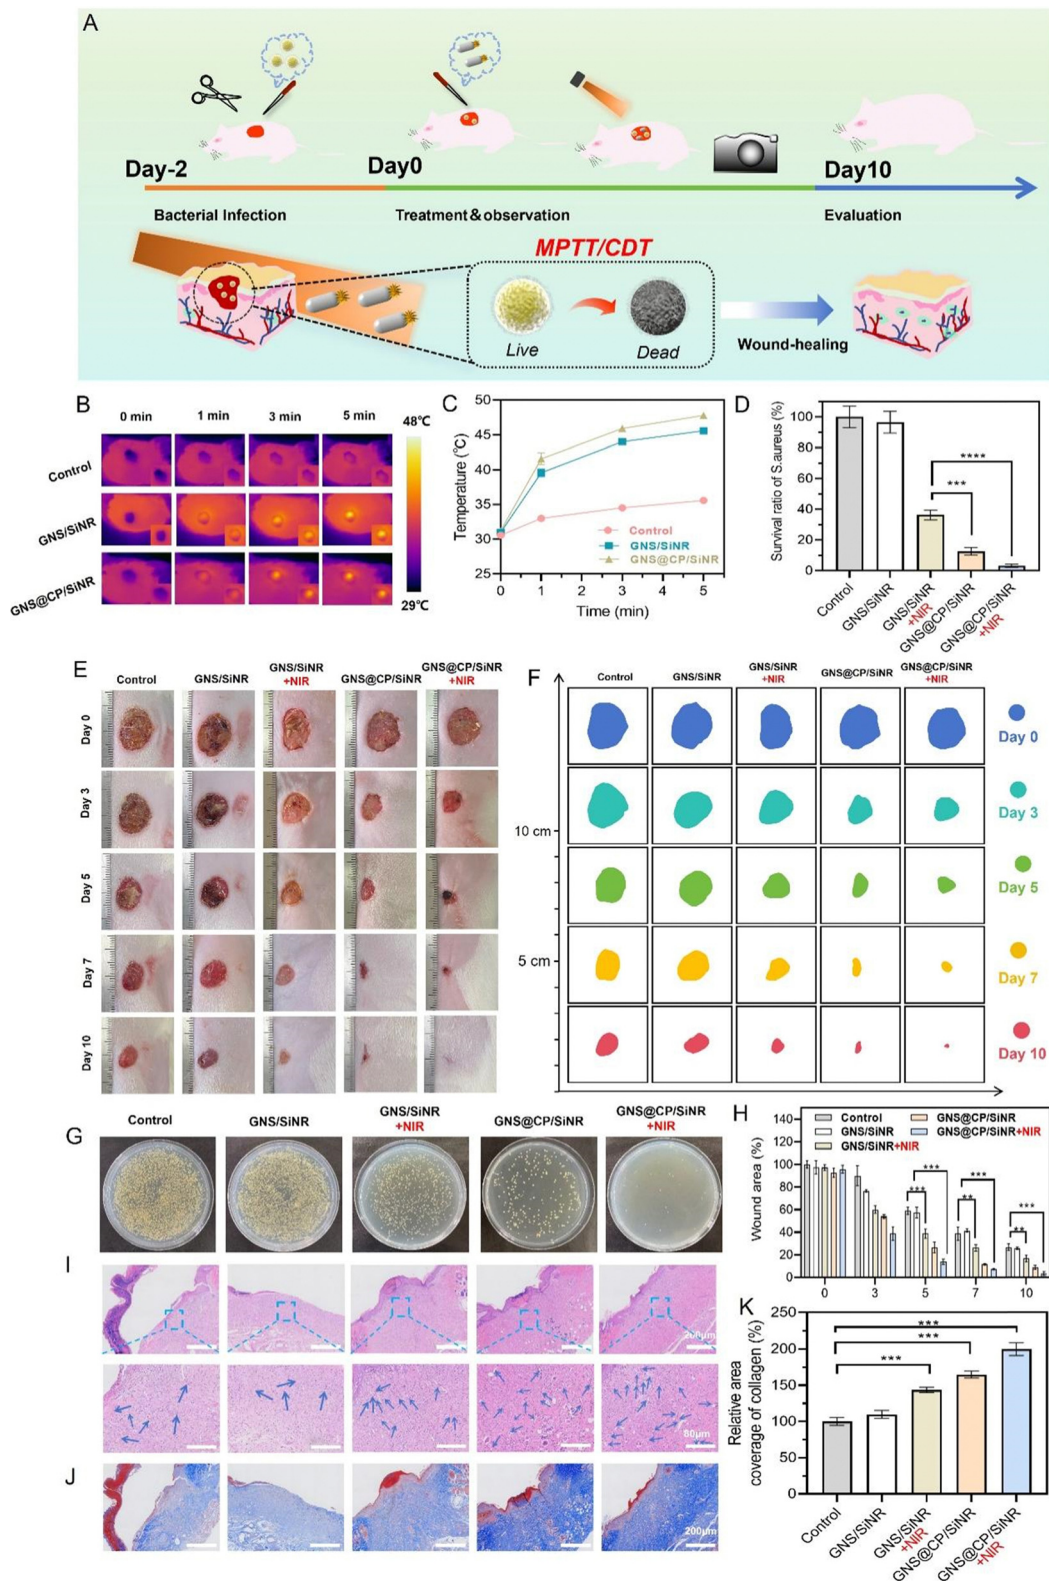 A
Day-2
Day0
Day10
Bacterial Infection
Treatment&observation
Evaluation
MPTT/CDT
Live
Dead
Wound-healing
B
0 min
1 min
3 min
5 min
48℃
Control
GNS/SiNR
GNS@CP/SiNR
29℃
C
Temperature (℃)
50
45
40
35
30
25
Control
GNS/SiNR
GNS@CP/SiNR
0
1
2
3
4
5
Time (min)
D
Survival ratio of S.aureus (%)
100
80
60
40
20
0
***
****
Control
GNS/SiNR
GNS/SiNR
+NIR
GNS@CP/SiNR
GNS@CP/SiNR
+NIR
E
Control
GNS/SiNR
GNS/SiNR
+NIR
GNS@CP/SiNR
GNS@CP/SiNR
+NIR
Day 0
Day 3
Day 5
Day 7
Day 10
F
Control
GNS/SiNR
GNS/SiNR
+NIR
GNS@CP/SiNR
GNS@CP/SiNR
+NIR
Day 0
Day 3
Day 5
Day 7
Day 10
10 cm
5 cm
G
Control
GNS/SiNR
GNS/SiNR
+NIR
GNS@CP/SiNR
GNS@CP/SiNR
+NIR
H
Wound area (%)
140
120
100
80
60
40
20
0
Control
GNS/SiNR
GNS/SiNR+NIR
GNS@CP/SiNR
GNS@CP/SiNR+NIR
***
***
***
**
***
**
0
3
5
7
10
I
200μm
80μm
J
200μm
K
Relative area
coverage of collagen (%)
250
200
150
100
50
0
***
***
***
Control
GNS/SiNR
GNS/SiNR
+NIR
GNS@CP/SiNR
GNS@CP/SiNR
+NIR